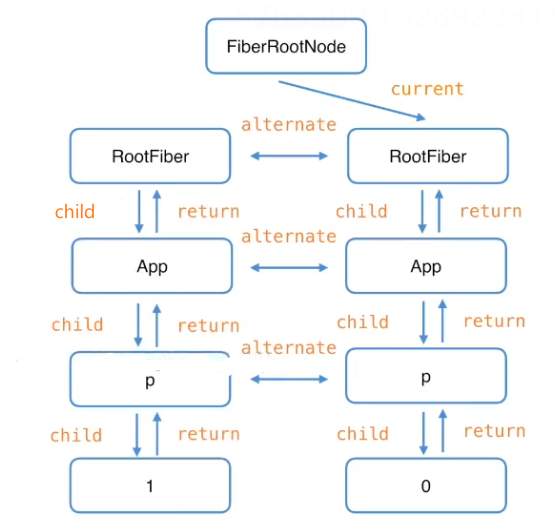 FiberRootNode
current
alternate
RootFiber
RootFiber
child
return
child
return
alternate
App
App
child
return
child
return
alternate
p
p
child
return
child
return
1
0